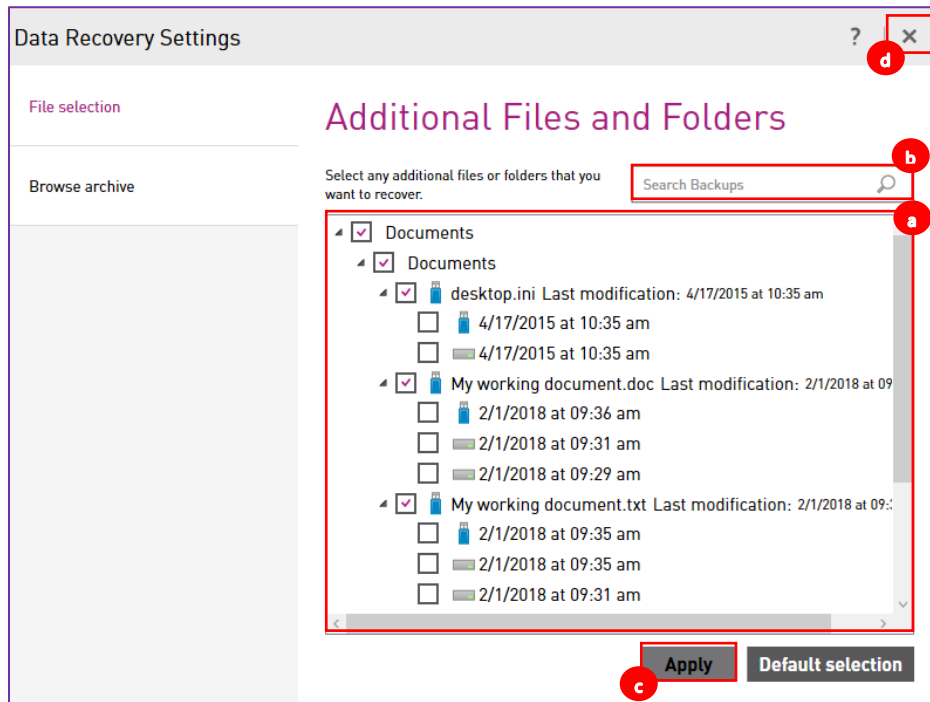 Data Recovery Settings ? ×
d
File selection
Additional Files and Folders
b
Browse archive
Select any additional files or folders that you
want to recover.
Search Backups
a
Documents
Documents
desktop.ini Last modification: 4/17/2015 at 10:35 am
4/17/2015 at 10:35 am
4/17/2015 at 10:35 am
My working document.doc Last modification: 2/1/2018 at 09
2/1/2018 at 09:36 am
2/1/2018 at 09:31 am
2/1/2018 at 09:29 am
My working document.txt Last modification: 2/1/2018 at 09:
2/1/2018 at 09:35 am
2/1/2018 at 09:35 am
2/1/2018 at 09:31 am
Apply Default selection
c